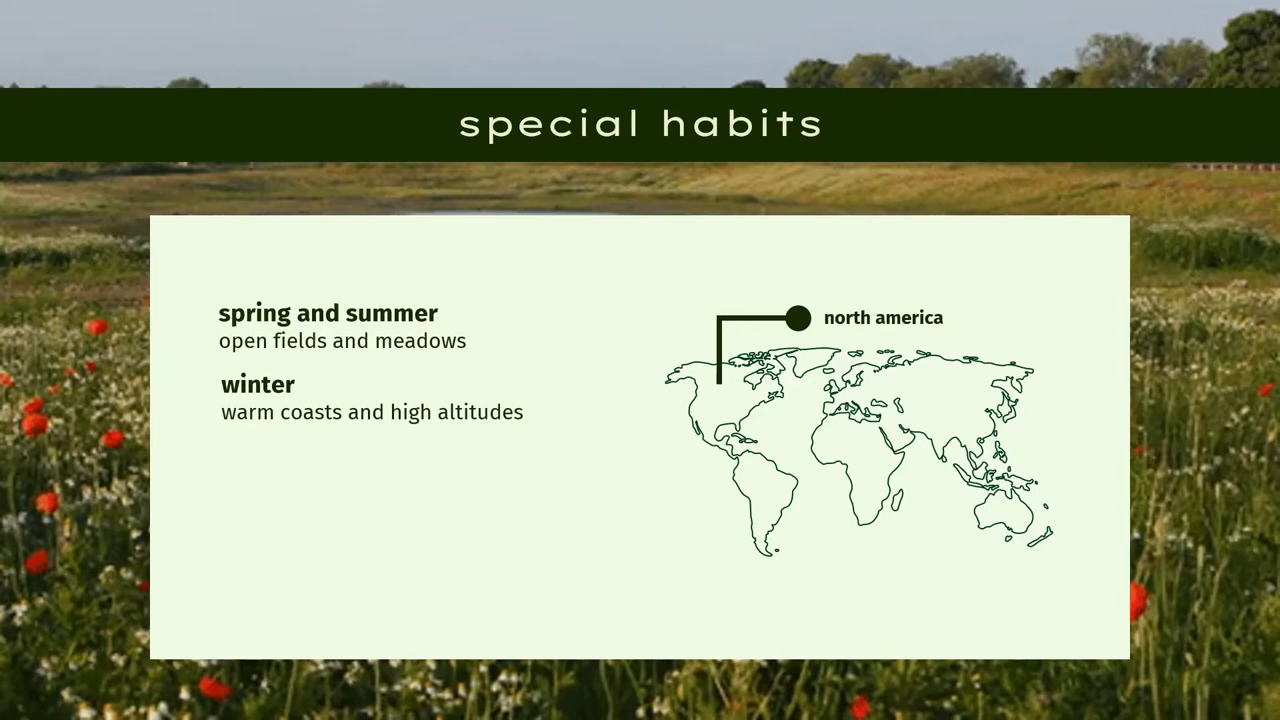 special habits
spring and summer
open fields and meadows
winter
warm coasts and high altitudes
north america